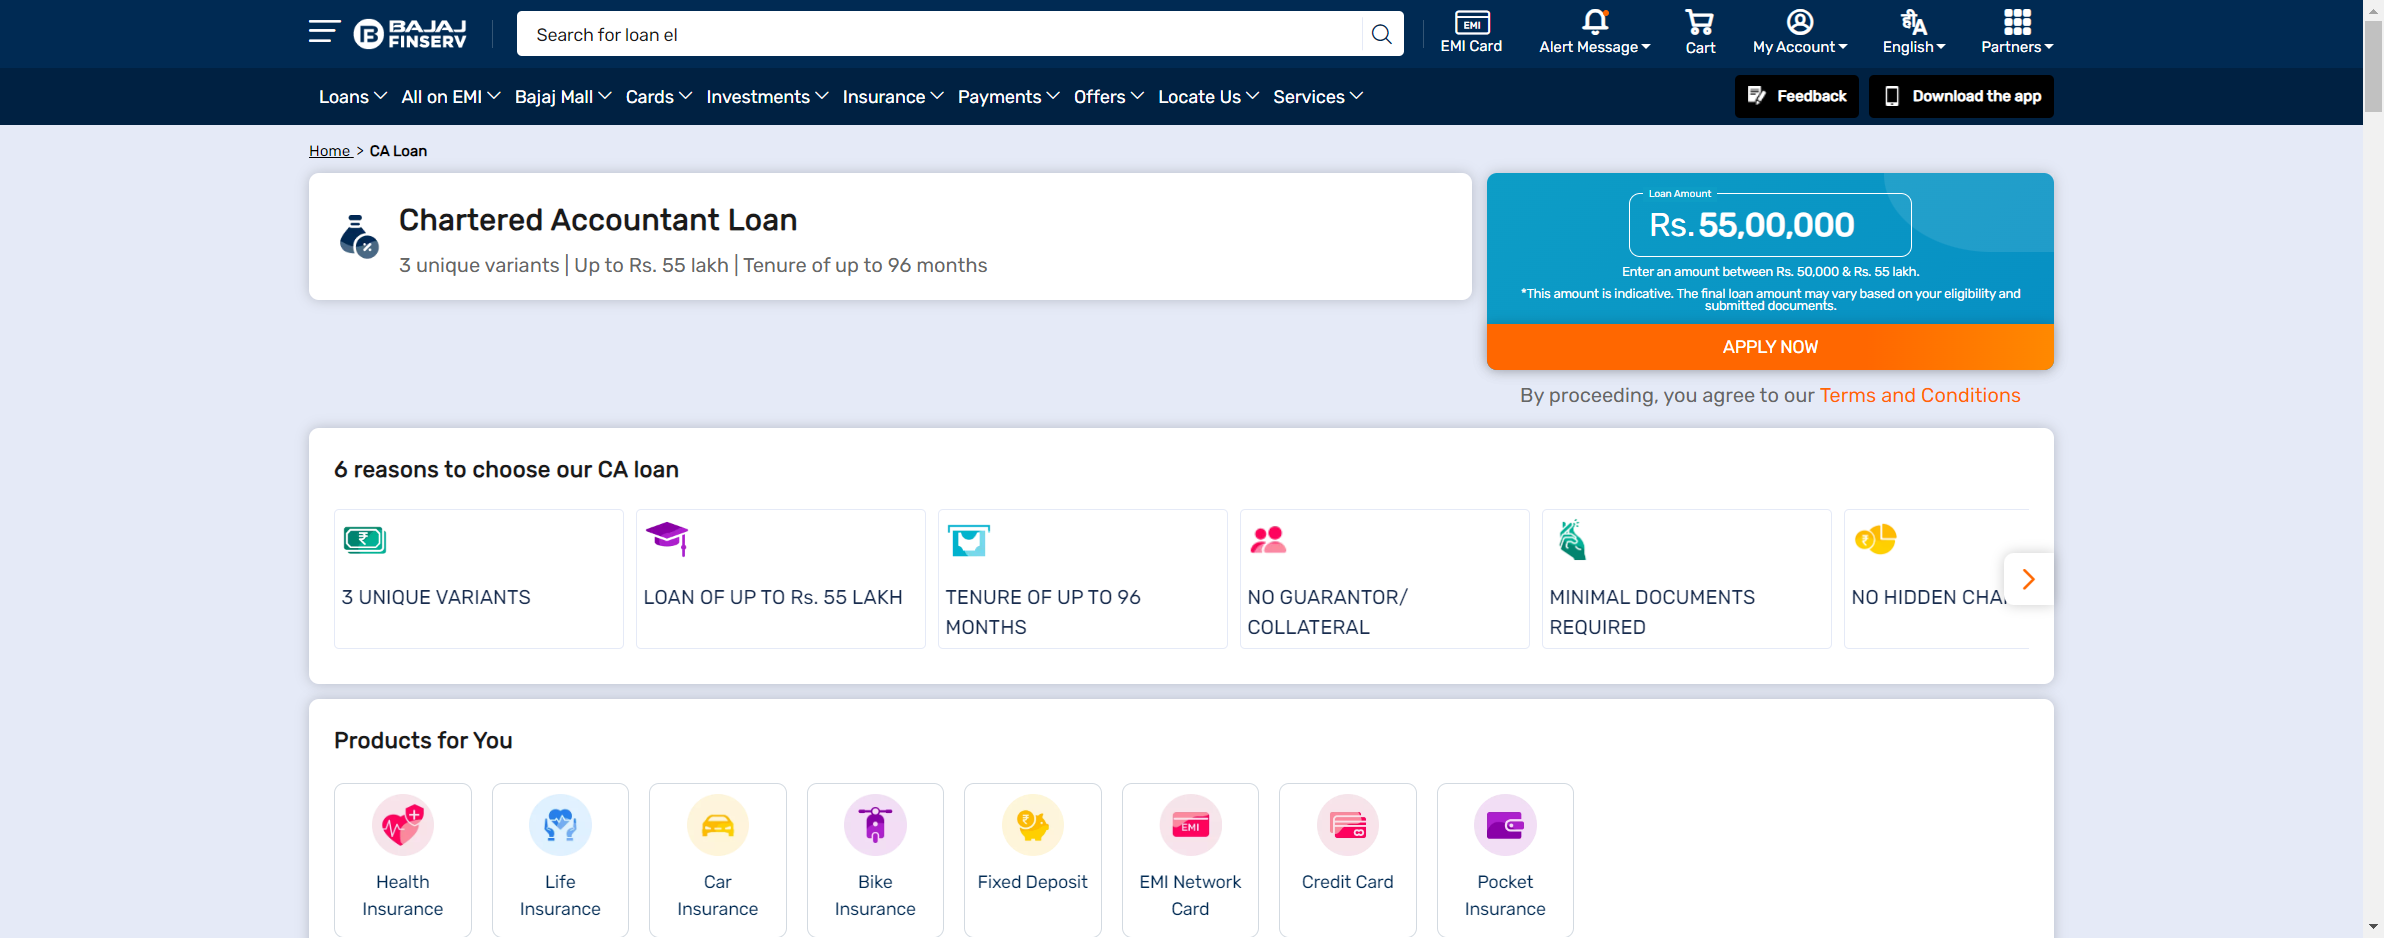 BAJAJ
FINSERV
Search for loan el
EMI
EMI Card
Alert Message
Cart
My Account
हीA
English
Partners
Loans
All on EMI
Bajaj Mall
Cards
Investments
Insurance
Payments
Offers
Locate Us
Services
Feedback
Download the app
Home > CA Loan
Chartered Accountant Loan
3 unique variants | Up to Rs. 55 lakh | Tenure of up to 96 months
Loan Amount
Rs. 55,00,000
Enter an amount between Rs. 50,000 & Rs. 55 lakh.
*This amount is indicative. The final loan amount may vary based on your eligibility and
submitted documents.
APPLY NOW
By proceeding, you agree to our Terms and Conditions
6 reasons to choose our CA loan
3 UNIQUE VARIANTS
LOAN OF UP TO Rs. 55 LAKH
TENURE OF UP TO 96
MONTHS
NO GUARANTOR/
COLLATERAL
MINIMAL DOCUMENTS
REQUIRED
NO HIDDEN
Products for You
Health
Insurance
Life
Insurance
Car
Insurance
Bike
Insurance
Fixed Deposit
EMI
EMI Network
Card
Credit Card
Pocket
Insurance